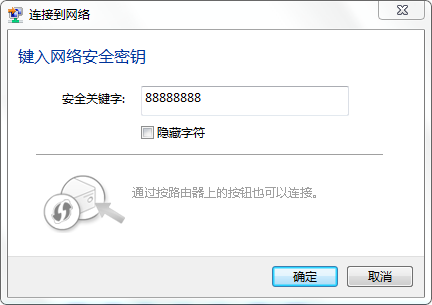 连接到网络
键入网络安全密钥
安全关键字: 88888888
隐藏字符
通过按路由器上的按钮也可以连接。
确定 取消